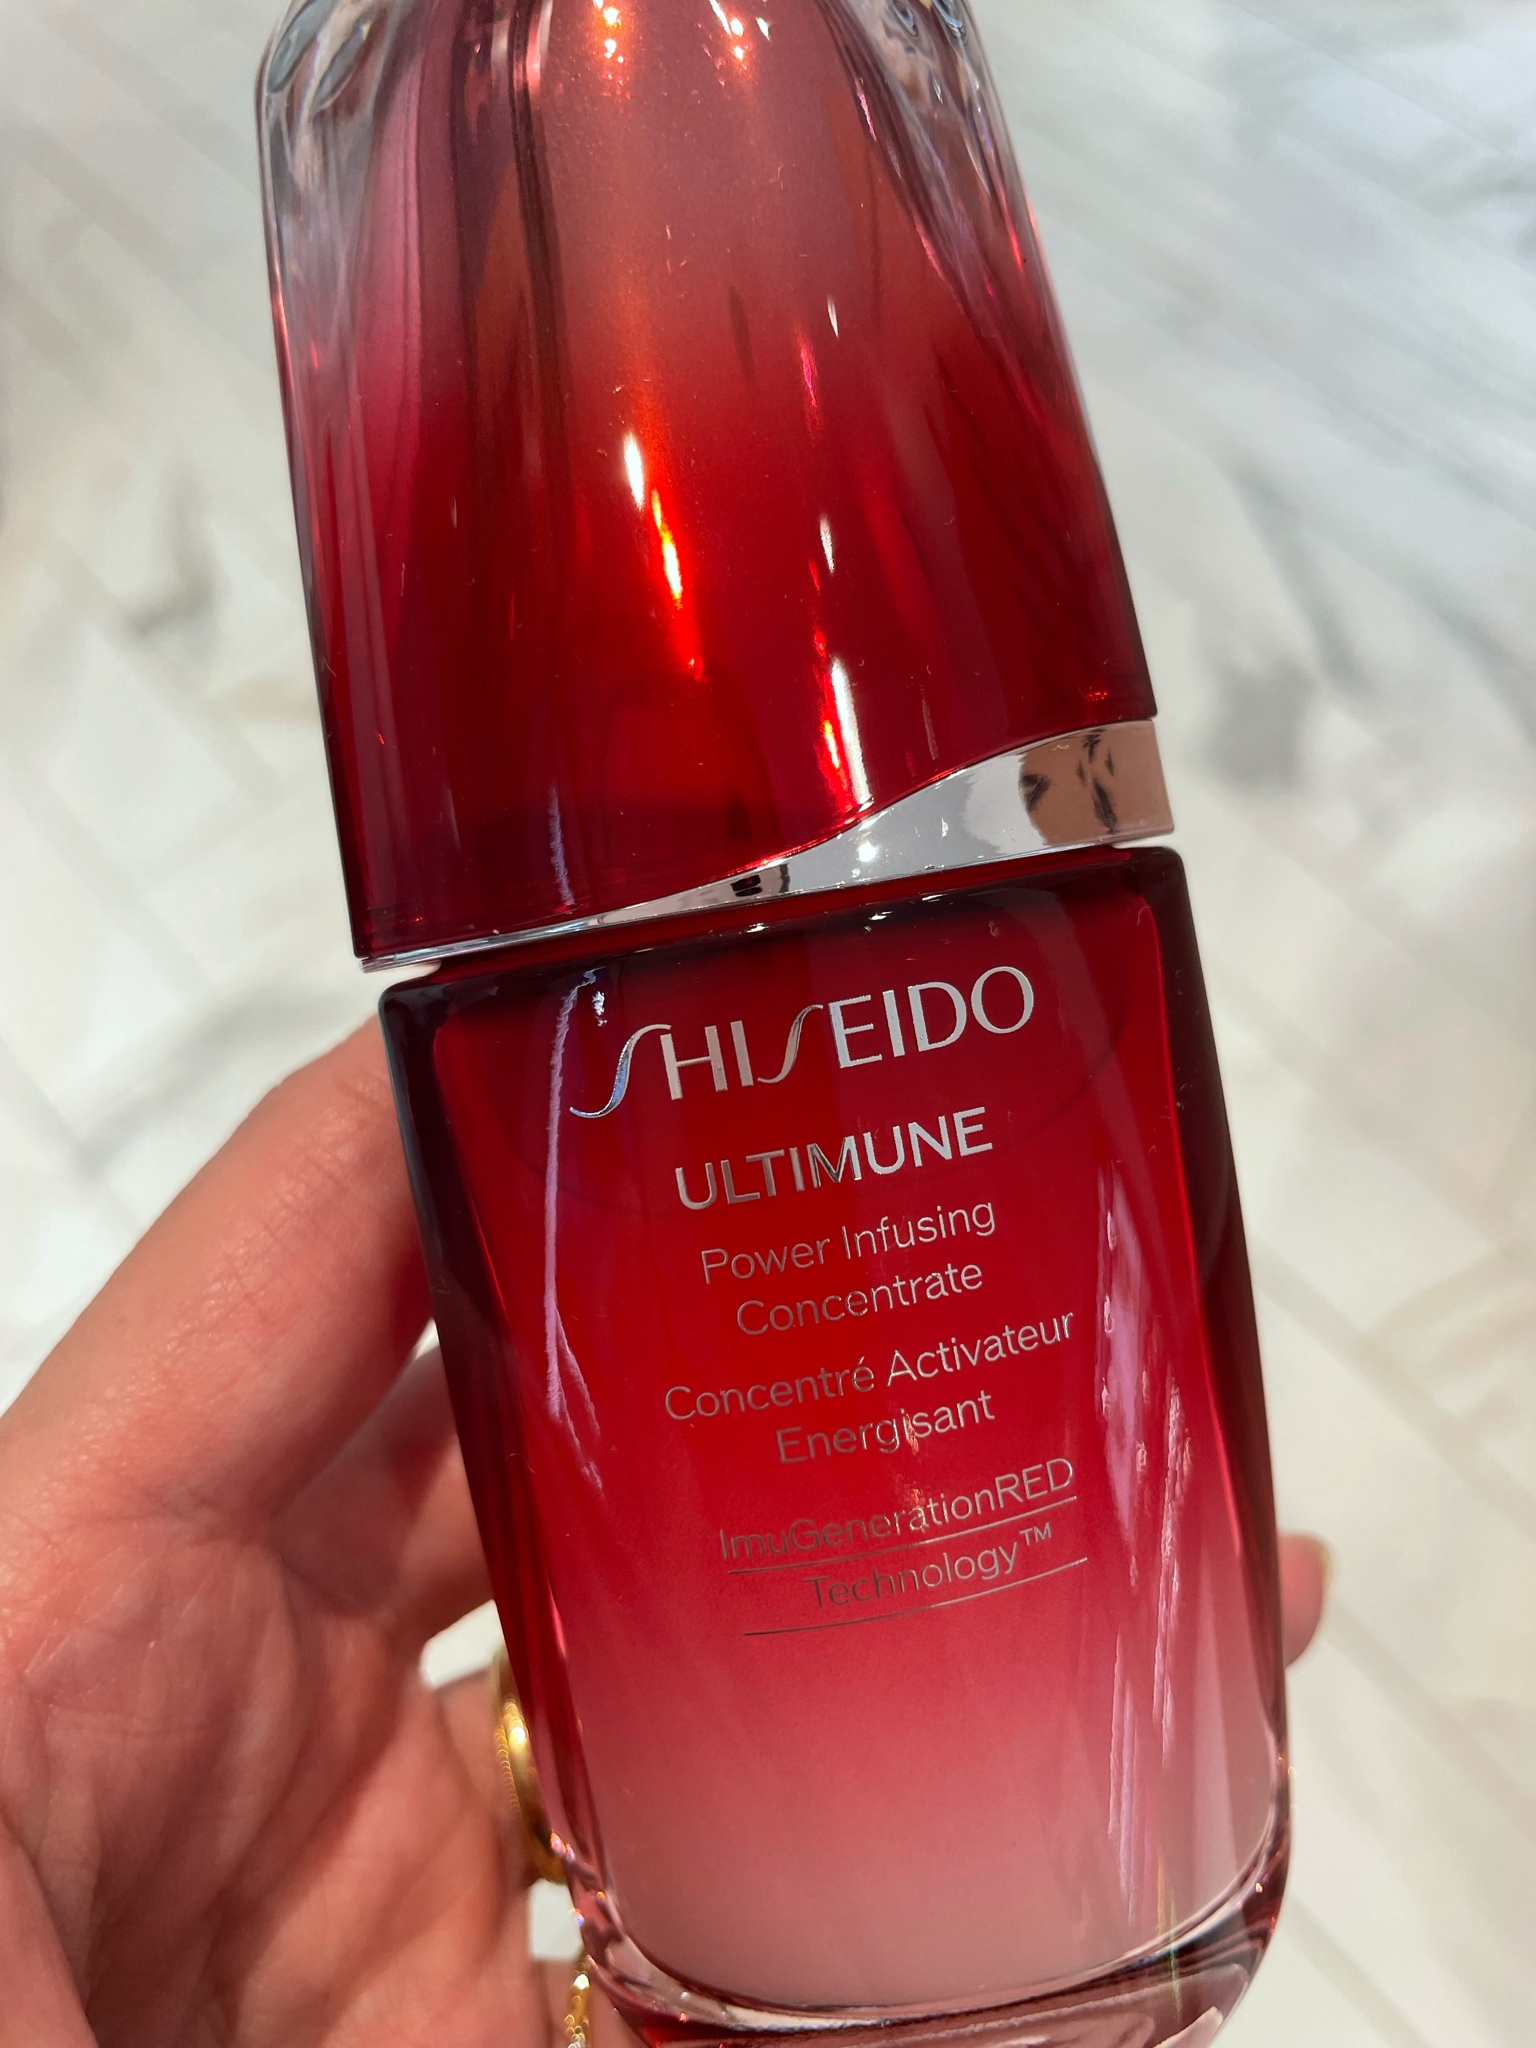 SHISEIDO
ULTIMUNE
Power Infusing
Concentrate
Concentré Activateur
Energisant
ImuGenerationRED
Technology™